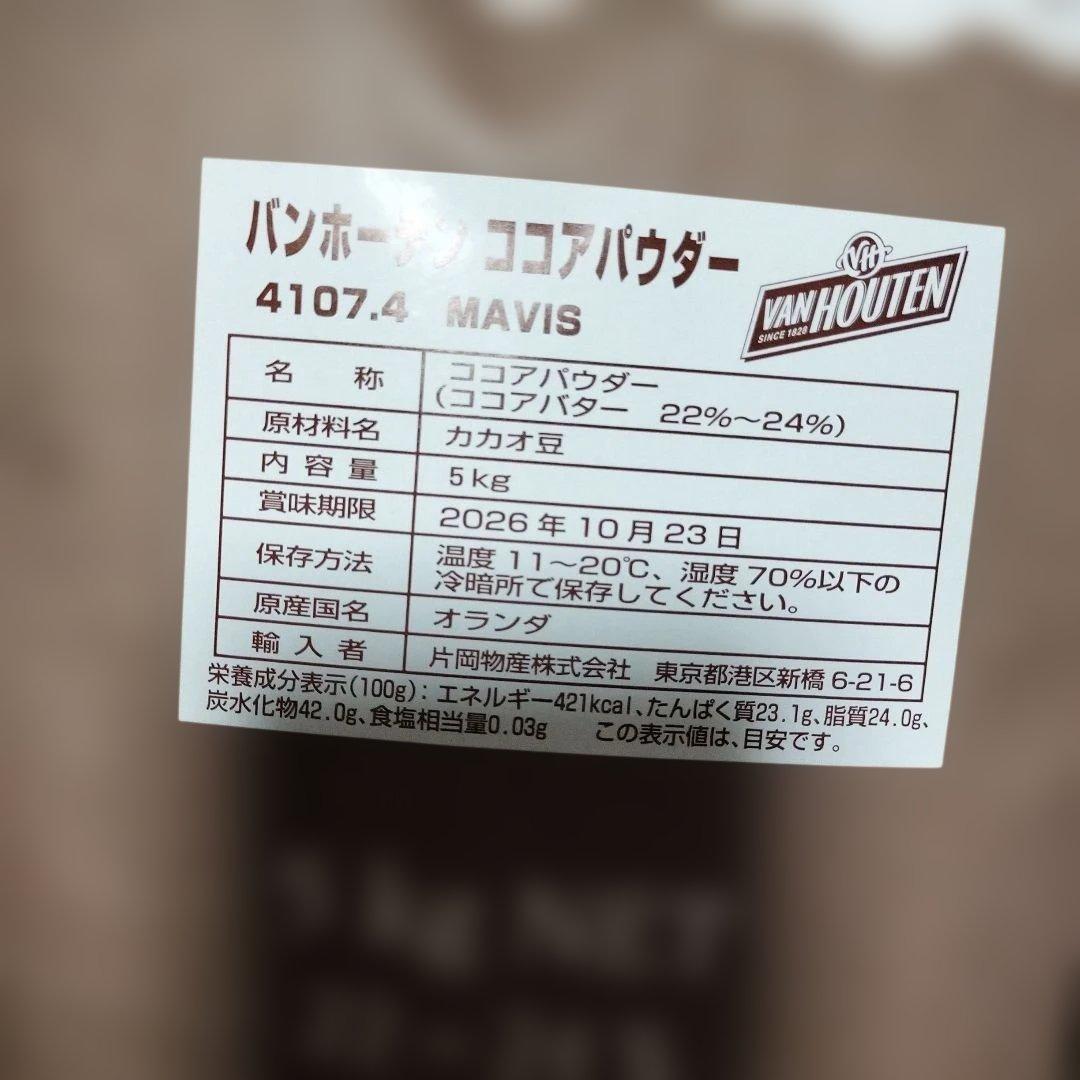 バンホーテン ココアパウダー
4107.4 MAVIS
VH
VAN HOUTEN
SINCE 1828
名 称 ココアパウダー
(ココアバター 22%～24%)
原材料名 カカオ豆
内容量 5kg
賞味期限 2026年10月23日
保存方法 温度 11～20℃、湿度 70%以下の
冷暗所で保存してください。
原産国名 オランダ
輸入者 片岡物産株式会社 東京都港区新橋 6-21-6
栄養成分表示(100g): エネルギー421kcal、たんぱく質23.1g、脂質24.0g、
炭水化物42.0g、食塩相当量0.03g この表示値は、目安です。
kg NET